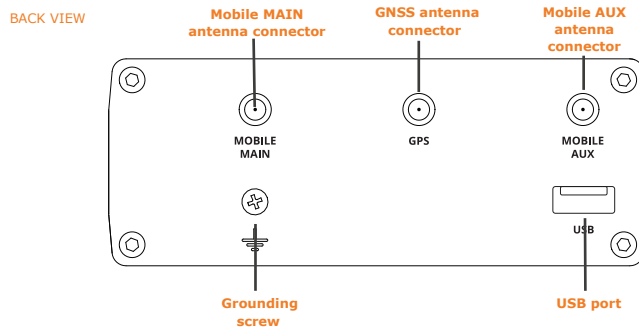 BACK VIEW
Mobile MAIN
antenna connector
GNSS antenna
connector
Mobile AUX
antenna
connector
MOBILE
MAIN
GPS
MOBILE
AUX
USB
Grounding
screw
USB port